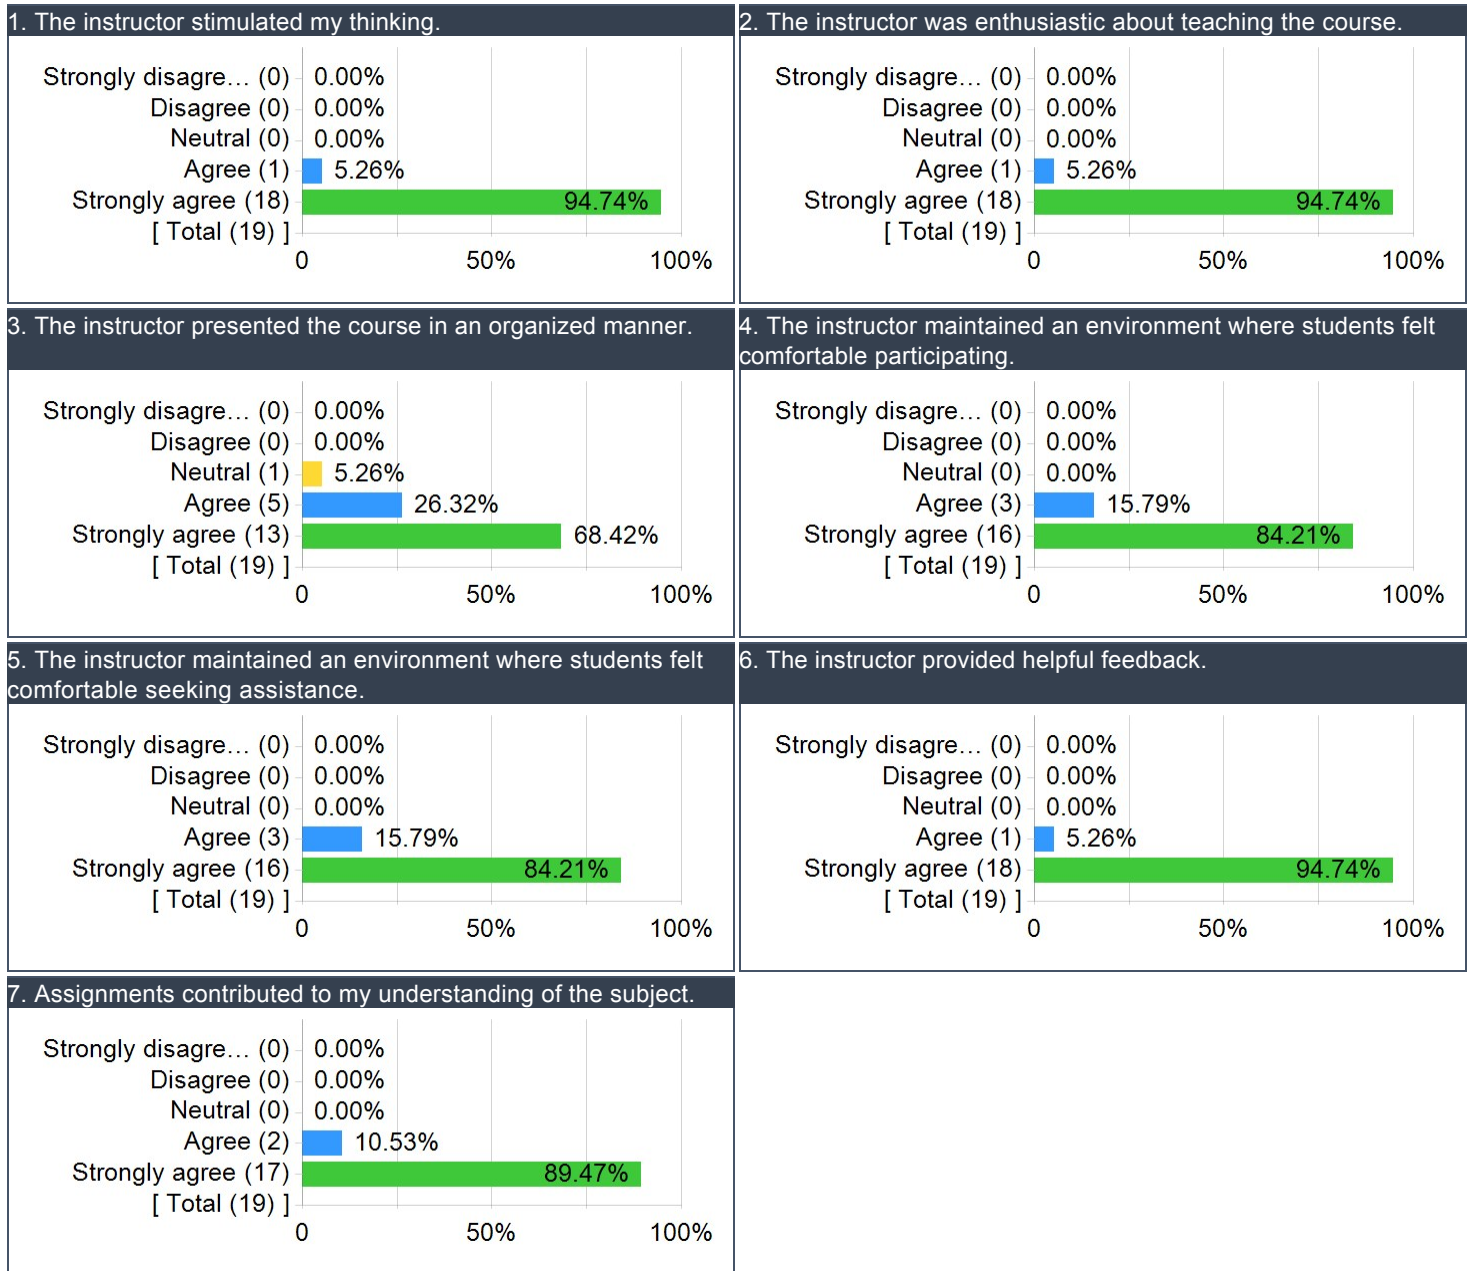 1. The instructor stimulated my thinking.
Strongly disagre... (0) 0.00%
Disagree (0) 0.00%
Neutral (0) 0.00%
Agree (1) 5.26%
Strongly agree (18) 94.74%
[ Total (19) ]
0 50% 100%
2. The instructor was enthusiastic about teaching the course.
Strongly disagre... (0) 0.00%
Disagree (0) 0.00%
Neutral (0) 0.00%
Agree (1) 5.26%
Strongly agree (18) 94.74%
[ Total (19) ]
0 50% 100%
3. The instructor presented the course in an organized manner.
Strongly disagre... (0) 0.00%
Disagree (0) 0.00%
Neutral (1) 5.26%
Agree (5) 26.32%
Strongly agree (13) 68.42%
[ Total (19) ]
0 50% 100%
4. The instructor maintained an environment where students felt
comfortable participating.
Strongly disagre... (0) 0.00%
Disagree (0) 0.00%
Neutral (0) 0.00%
Agree (3) 15.79%
Strongly agree (16) 84.21%
[ Total (19) ]
0 50% 100%
5. The instructor maintained an environment where students felt
comfortable seeking assistance.
Strongly disagre... (0) 0.00%
Disagree (0) 0.00%
Neutral (0) 0.00%
Agree (3) 15.79%
Strongly agree (16) 84.21%
[ Total (19) ]
0 50% 100%
6. The instructor provided helpful feedback.
Strongly disagre... (0) 0.00%
Disagree (0) 0.00%
Neutral (0) 0.00%
Agree (1) 5.26%
Strongly agree (18) 94.74%
[ Total (19) ]
0 50% 100%
7. Assignments contributed to my understanding of the subject.
Strongly disagre... (0) 0.00%
Disagree (0) 0.00%
Neutral (0) 0.00%
Agree (2) 10.53%
Strongly agree (17) 89.47%
[ Total (19) ]
0 50% 100%